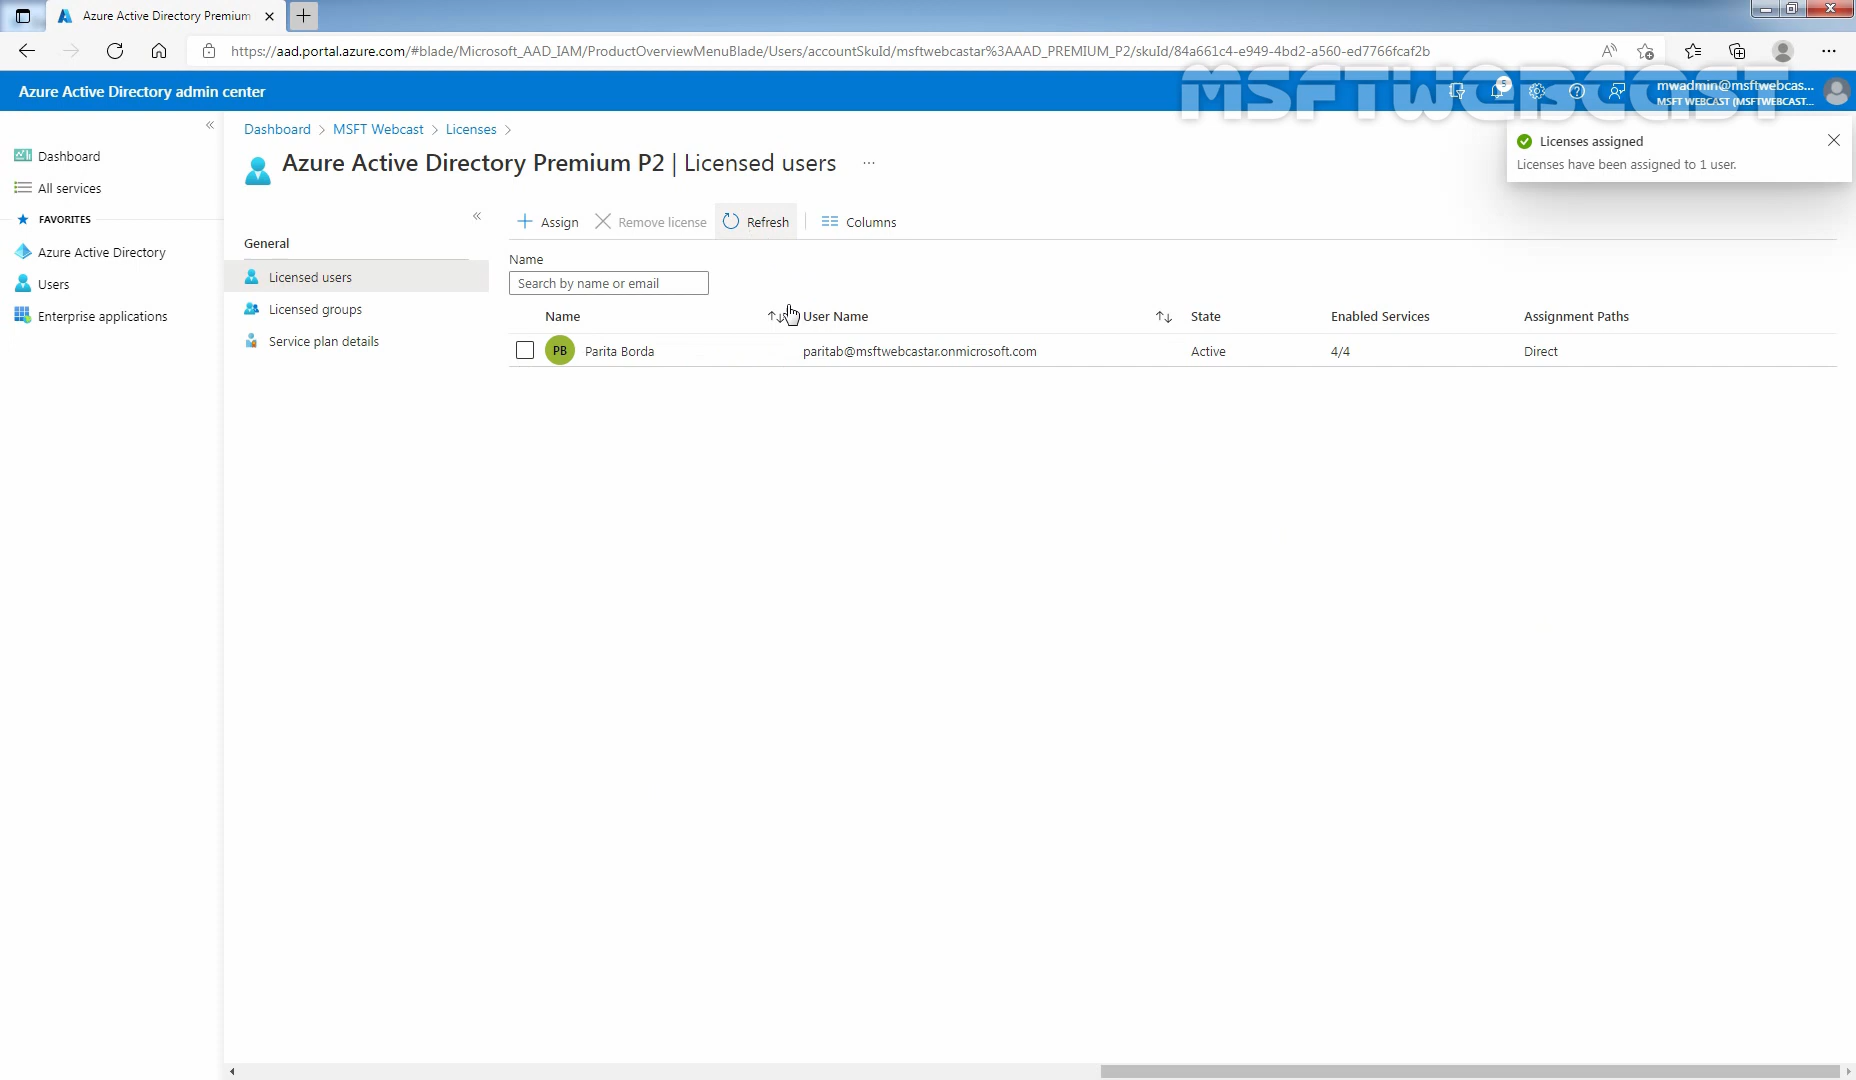 Azure Active Directory Premium
https://aad.portal.azure.com/#blade/Microsoft_AAD_IAM/ProductOverviewMenuBlade/Users/accountSkuId/msftwebcastar%3AAAD_PREMIUM_P2/skuId/84a661c4-e949-4bd2-a560-ed7766fcaf2b
Azure Active Directory admin center
MSFTWEBCAST
5
mwadmin@msftwebcas...
MSFT WEBCAST (MSFTWEBCAST...
Dashboard > MSFT Webcast > Licenses >
Azure Active Directory Premium P2 | Licensed users ...
Licenses assigned
Licenses have been assigned to 1 user.
Dashboard
All services
FAVORITES
Azure Active Directory
Users
Enterprise applications
General
Licensed users
Licensed groups
Service plan details
Assign Remove license Refresh Columns
Name
Search by name or email
Name User Name State Enabled Services Assignment Paths
PB Parita Borda paritab@msftwebcastar.onmicrosoft.com Active 4/4 Direct